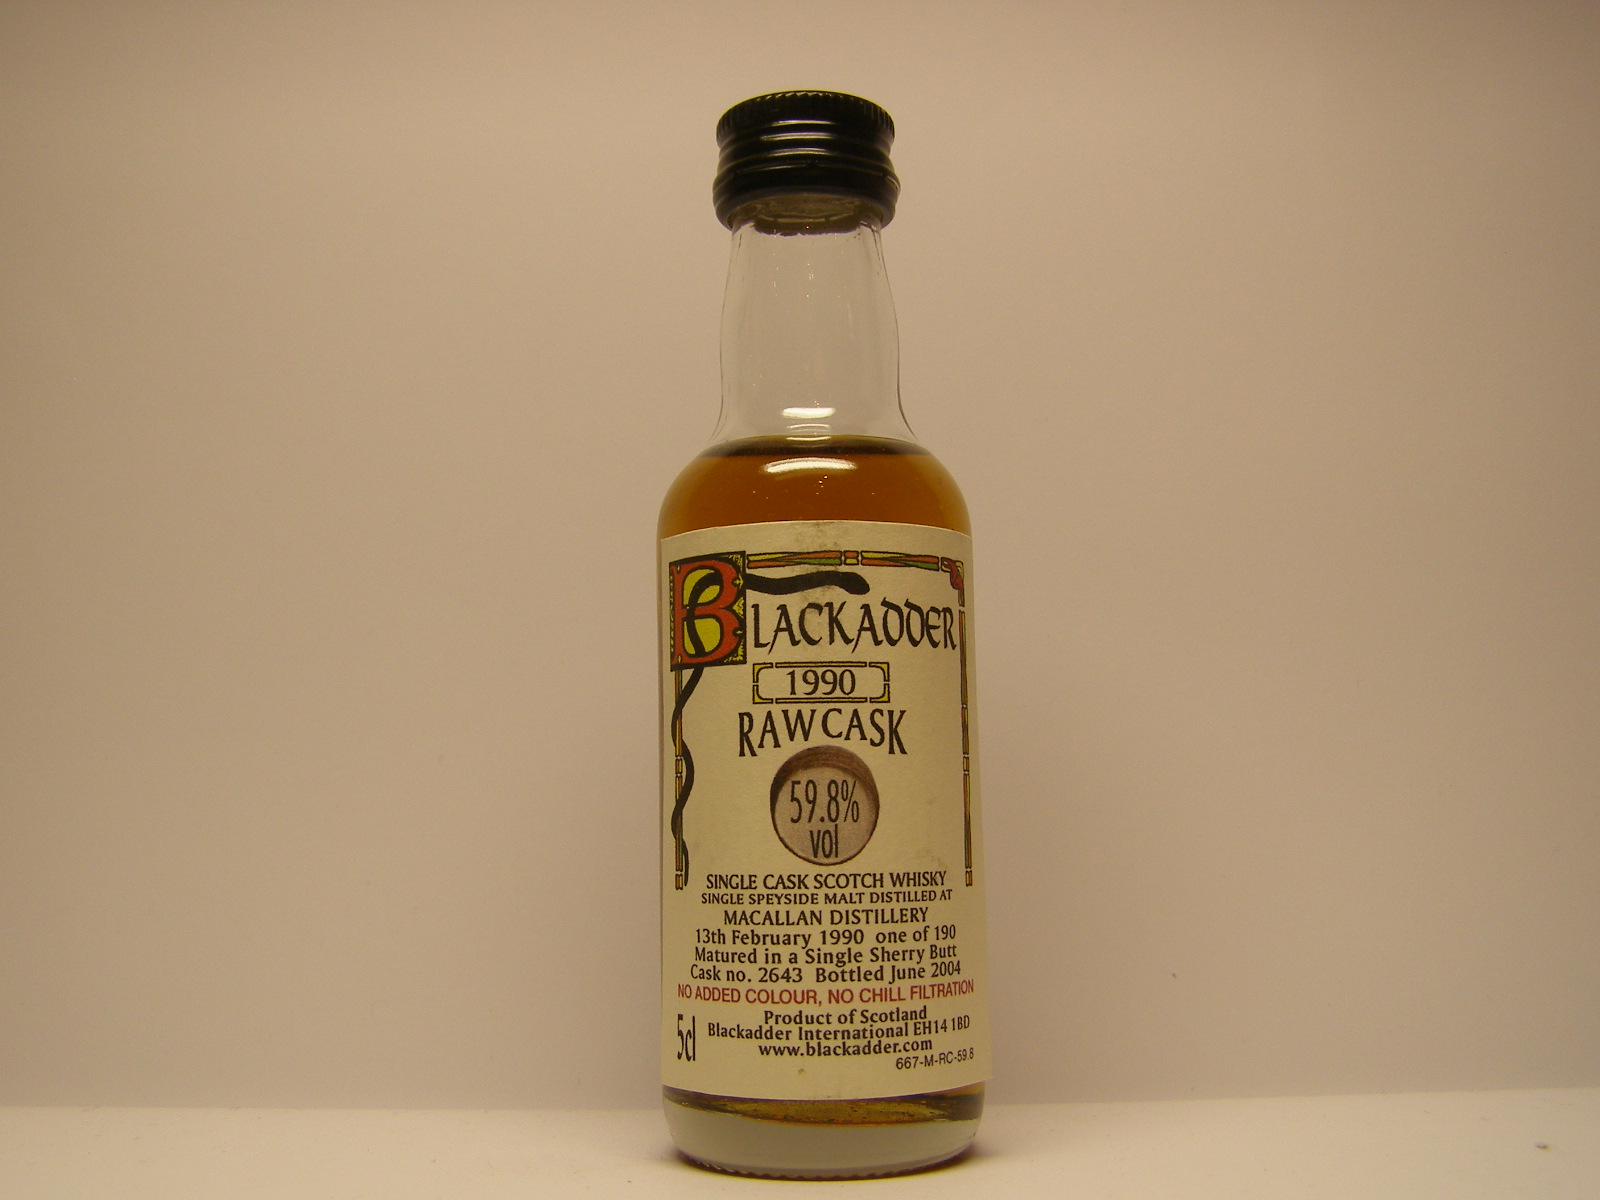 BLACKADDER
1990
RAW CASK
59.8%
vol
SINGLE CASK SCOTCH WHISKY
SINGLE SPEYSIDE MALT DISTILLED AT
MACALLAN DISTILLERY
13th February 1990 one of 190
Matured in a Single Sherry Butt
Cask no. 2643 Bottled June 2004
NO ADDED COLOUR, NO CHILL FILTRATION
Product of Scotland
5cl Blackadder International EH14 1BD
www.blackadder.com
667-M-RC-59.8